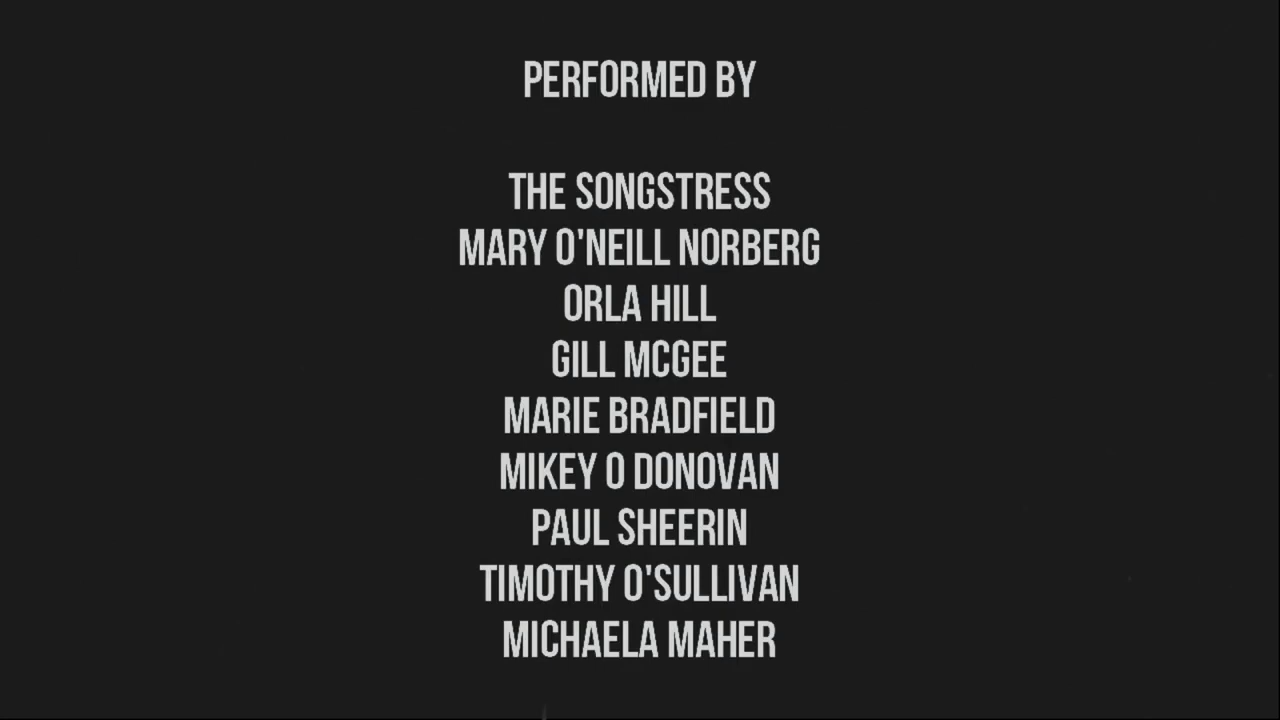 PERFORMED BY
THE SONGSTRESS
MARY O'NEILL NORBERG
ORLA HILL
GILL MCGEE
MARIE BRADFIELD
MIKEY O DONOVAN
PAUL SHEERIN
TIMOTHY O'SULLIVAN
MICHAELA MAHER